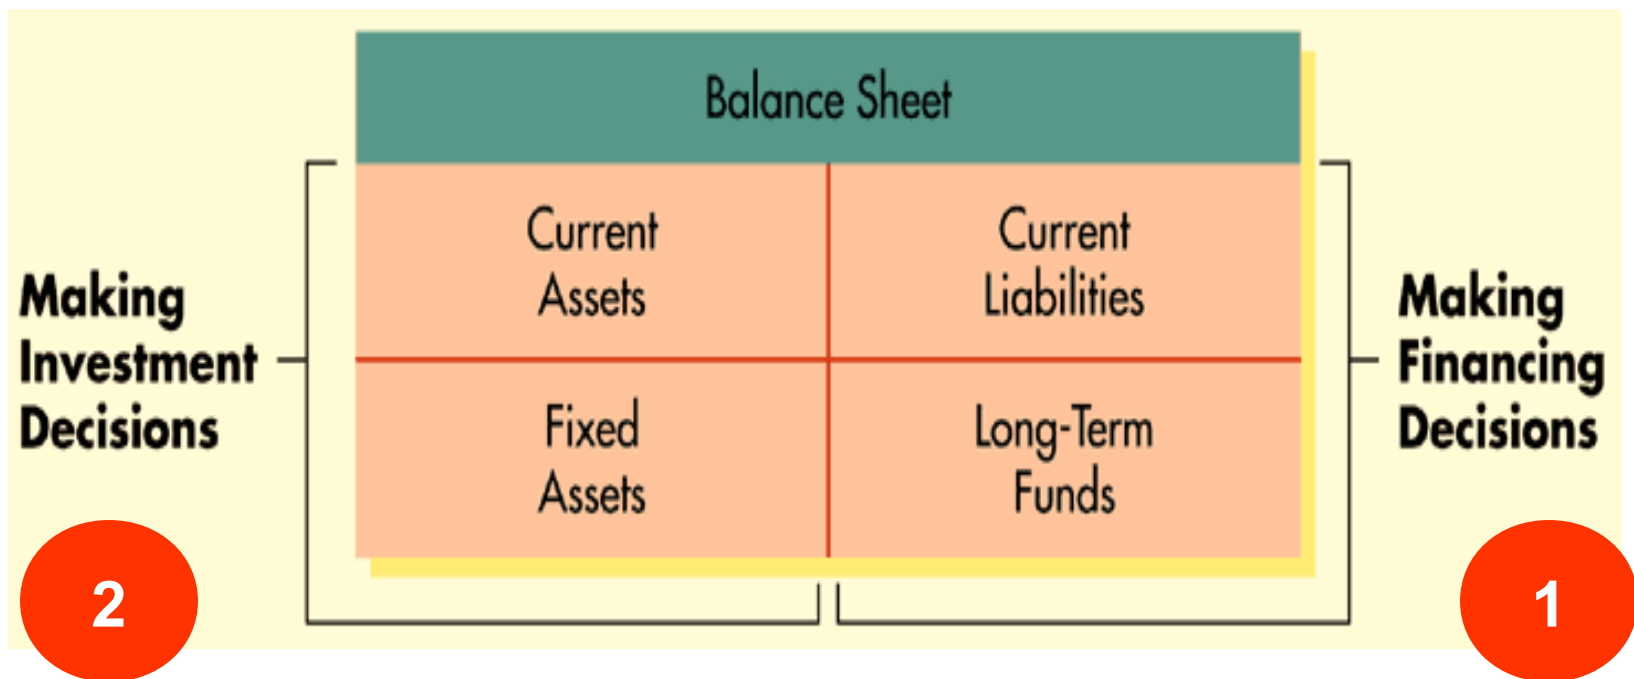 Balance Sheet
Current
Assets
Current
Liabilities
Making
Investment
Decisions
Making
Financing
Decisions
Fixed
Assets
Long-Term
Funds
2
1